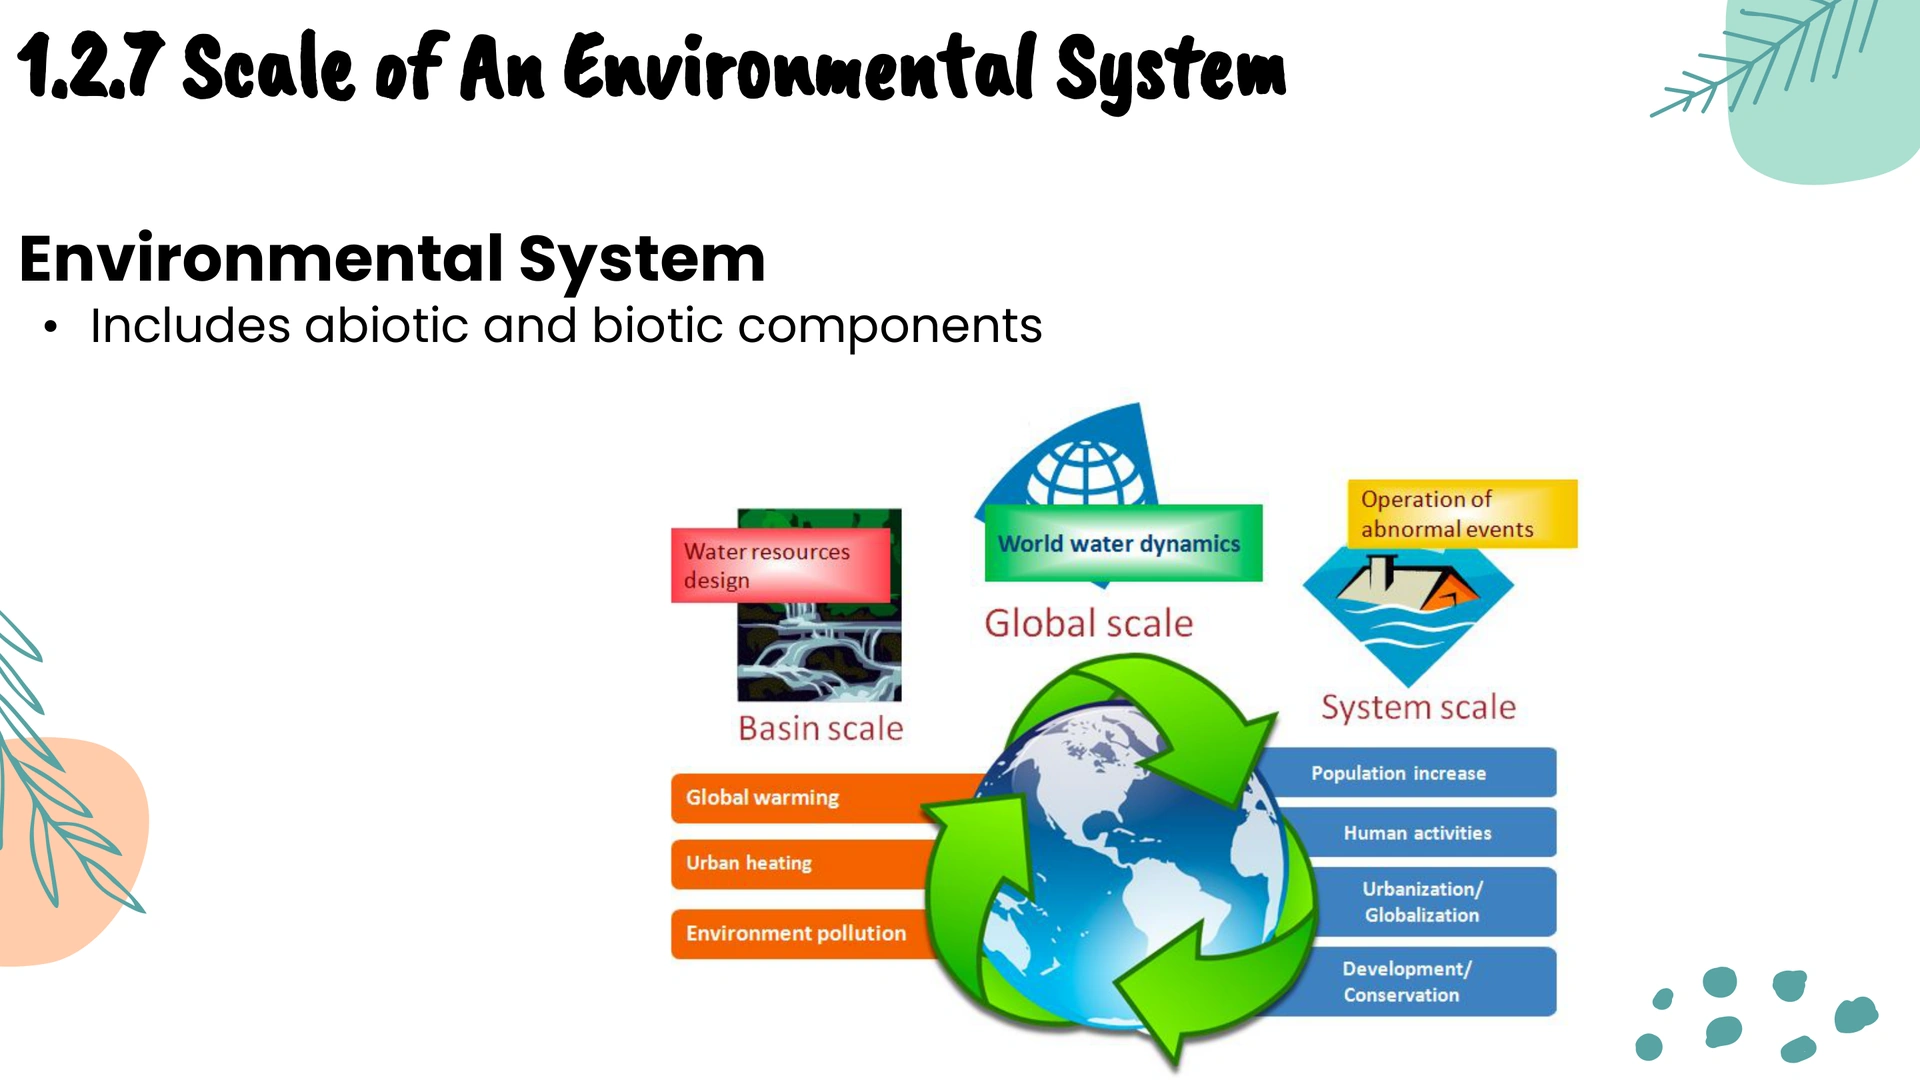 1.2.7 Scale of An Environmental System
Environmental System
• Includes abiotic and biotic components
Water resources
design
Basin scale
World water dynamics
Global scale
Operation of
abnormal events
System scale
Global warming
Urban heating
Environment pollution
Population increase
Human activities
Urbanization/
Globalization
Development/
Conservation